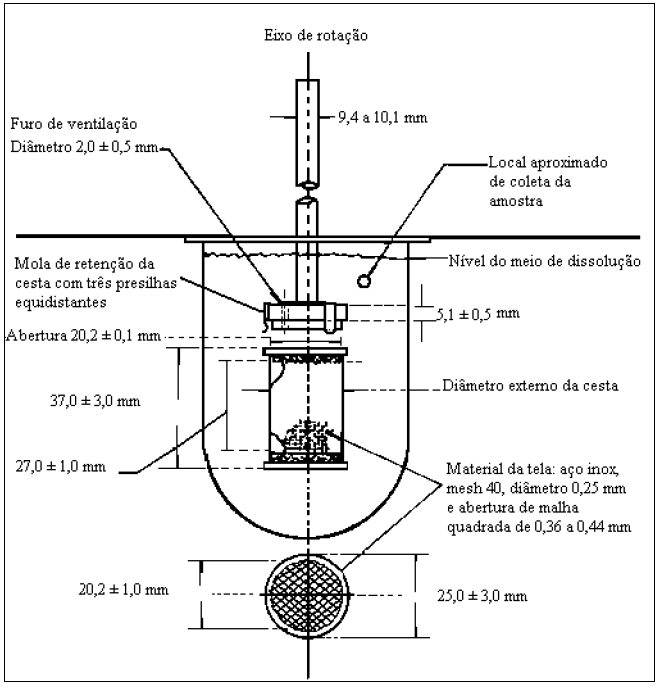 Eixo de rotação
9,4 a 10,1 mm
Furo de ventilação
Diâmetro 2,0 ± 0,5 mm
Local aproximado
de coleta da
amostra
Nível do meio de dissolução
Mola de retenção da
cesta com três presilhas
equidistantes
5,1 ± 0,5 mm
Abertura 20,2 ± 0,1 mm
Diâmetro externo da cesta
37,0 ± 3,0 mm
27,0 ± 1,0 mm
Material da tela: aço inox,
mesh 40, diâmetro 0,25 mm
e abertura de malha
quadrada de 0,36 a 0,44 mm
20,2 ± 1,0 mm
25,0 ± 3,0 mm